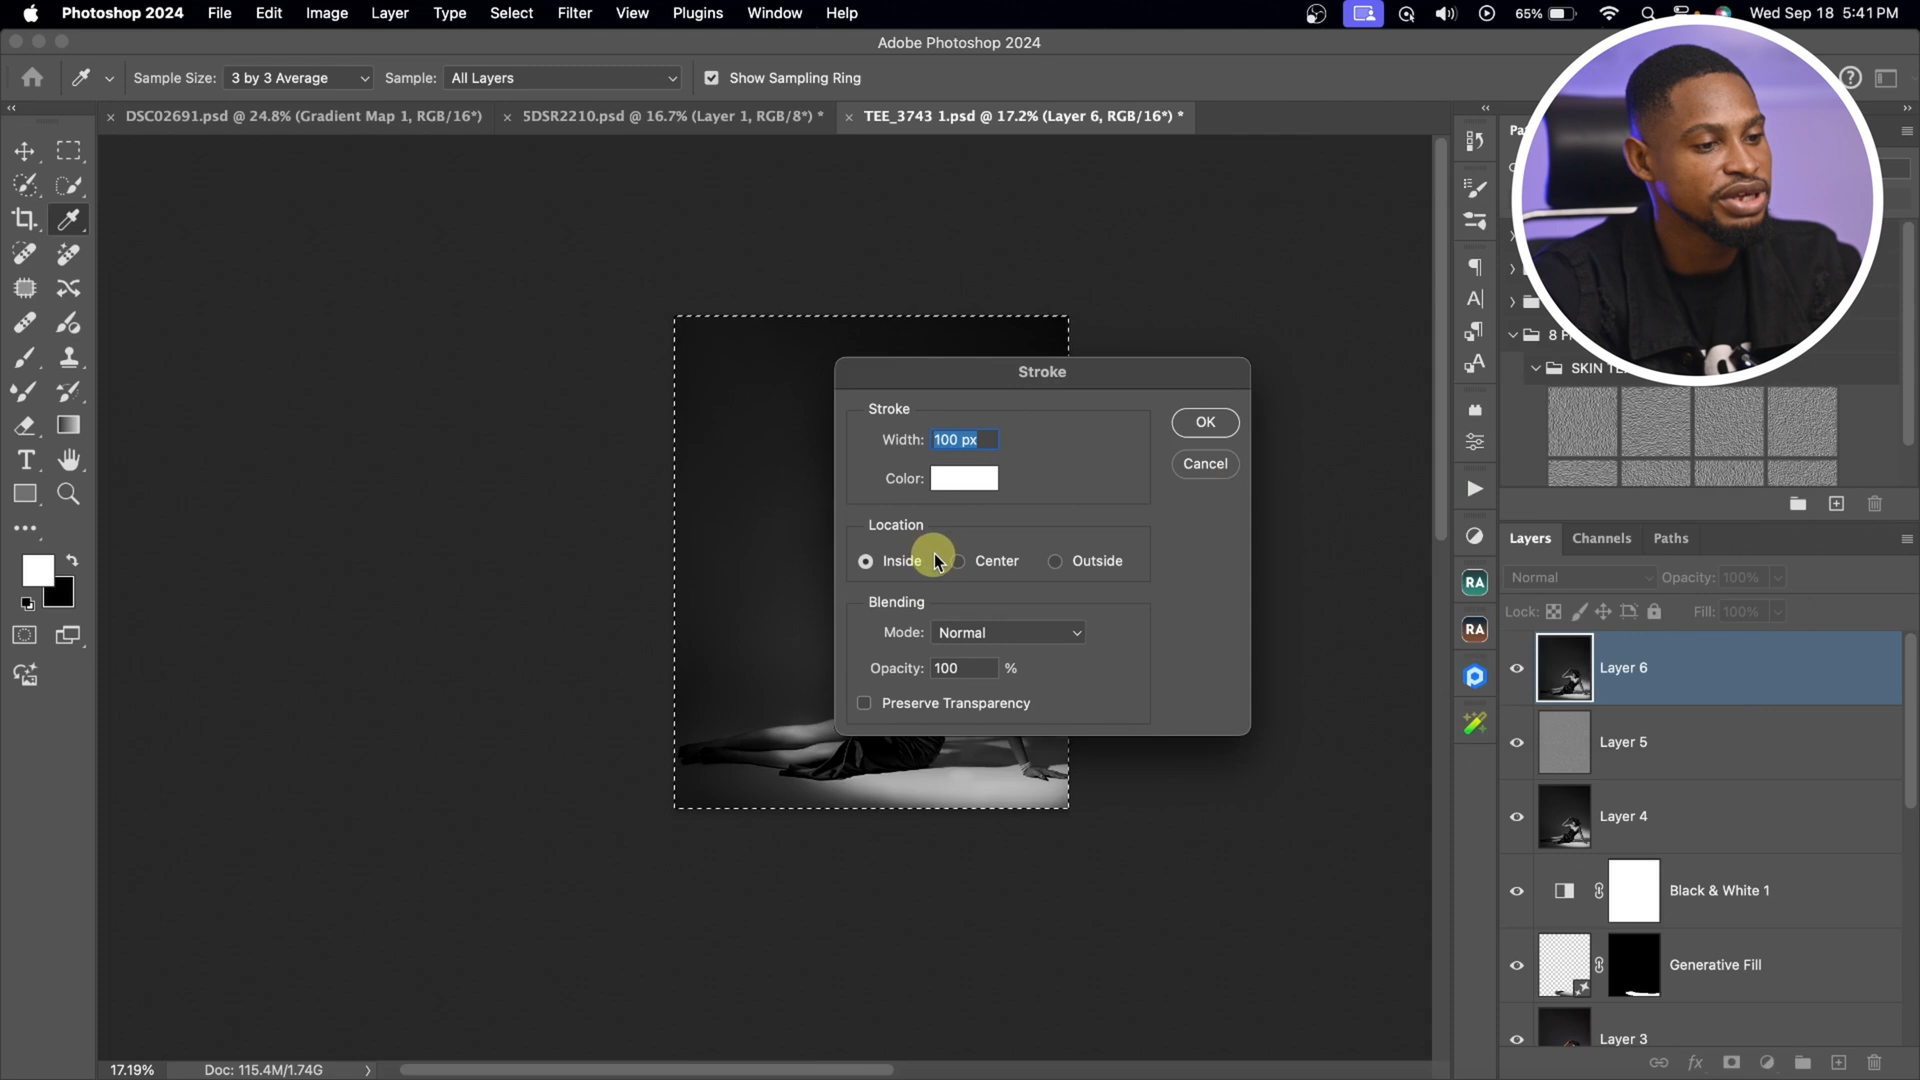 Photoshop 2024 File Edit Image Layer Type Select Filter View Plugins Window Help 65% Wed Sep 18 5:41 PM
Adobe Photoshop 2024
Sample Size: 3 by 3 Average Sample: All Layers Show Sampling Ring
DSC02691.psd @ 24.8% (Gradient Map 1, RGB/16*) 5DSR2210.psd @ 16.7% (Layer 1, RGB/8*) * TEE_3743 1.psd @ 17.2% (Layer 6, RGB/16*) *
Stroke
Stroke
Width: 100 px
Color:
OK
Cancel
Location
Inside Center Outside
Blending
Mode: Normal
Opacity: 100 %
Preserve Transparency
Layers Channels Paths
Normal Opacity: 100%
Lock: Fill: 100%
RA
RA
Layer 6
Layer 5
Layer 4
Black & White 1
Generative Fill
Layer 3
17.19% Doc: 115.4M/1.74G